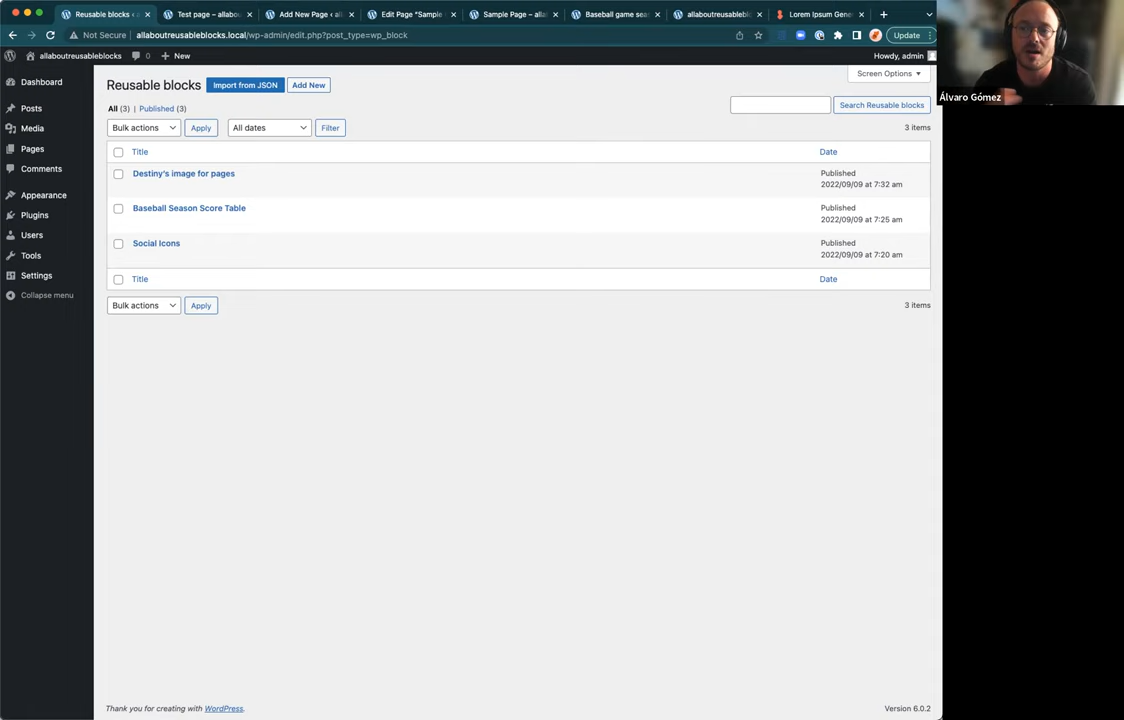 Reusable blocks ‹ a
Test page – allabou
Add New Page ‹ all
Edit Page "Sample
Sample Page – alla
Baseball game sea
allaboutreusablebl
Lorem Ipsum Gene
Not Secure
allaboutreusableblocks.local/wp-admin/edit.php?post_type=wp_block
Update
allaboutreusableblocks
0
New
Howdy, admin
Dashboard
Posts
Media
Pages
Comments
Appearance
Plugins
Users
Tools
Settings
Collapse menu
Reusable blocks
Import from JSON
Add New
Screen Options
All (3) | Published (3)
Search Reusable blocks
Bulk actions
Apply
All dates
Filter
3 items
Title
Date
Destiny's image for pages
Published
2022/09/09 at 7:32 am
Baseball Season Score Table
Published
2022/09/09 at 7:25 am
Social Icons
Published
2022/09/09 at 7:20 am
Title
Date
Bulk actions
Apply
3 items
Thank you for creating with WordPress.
Version 6.0.2
Álvaro Gómez